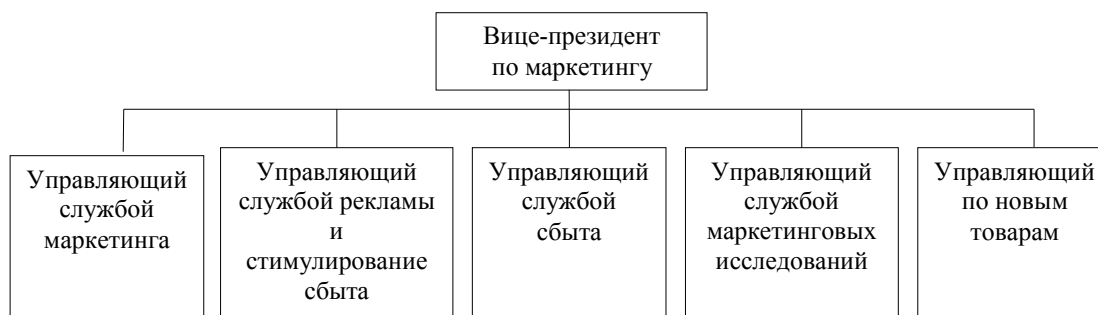 Вице-президент
по маркетингу
Управляющий
службой
маркетинга
Управляющий
службой рекламы
и
стимулирование
сбыта
Управляющий
службой
сбыта
Управляющий
службой
маркетинговых
исследований
Управляющий
по новым
товарам